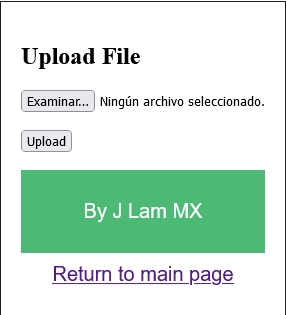 Upload File
Examinar... Ningún archivo seleccionado.
Upload
By J Lam MX
Return to main page